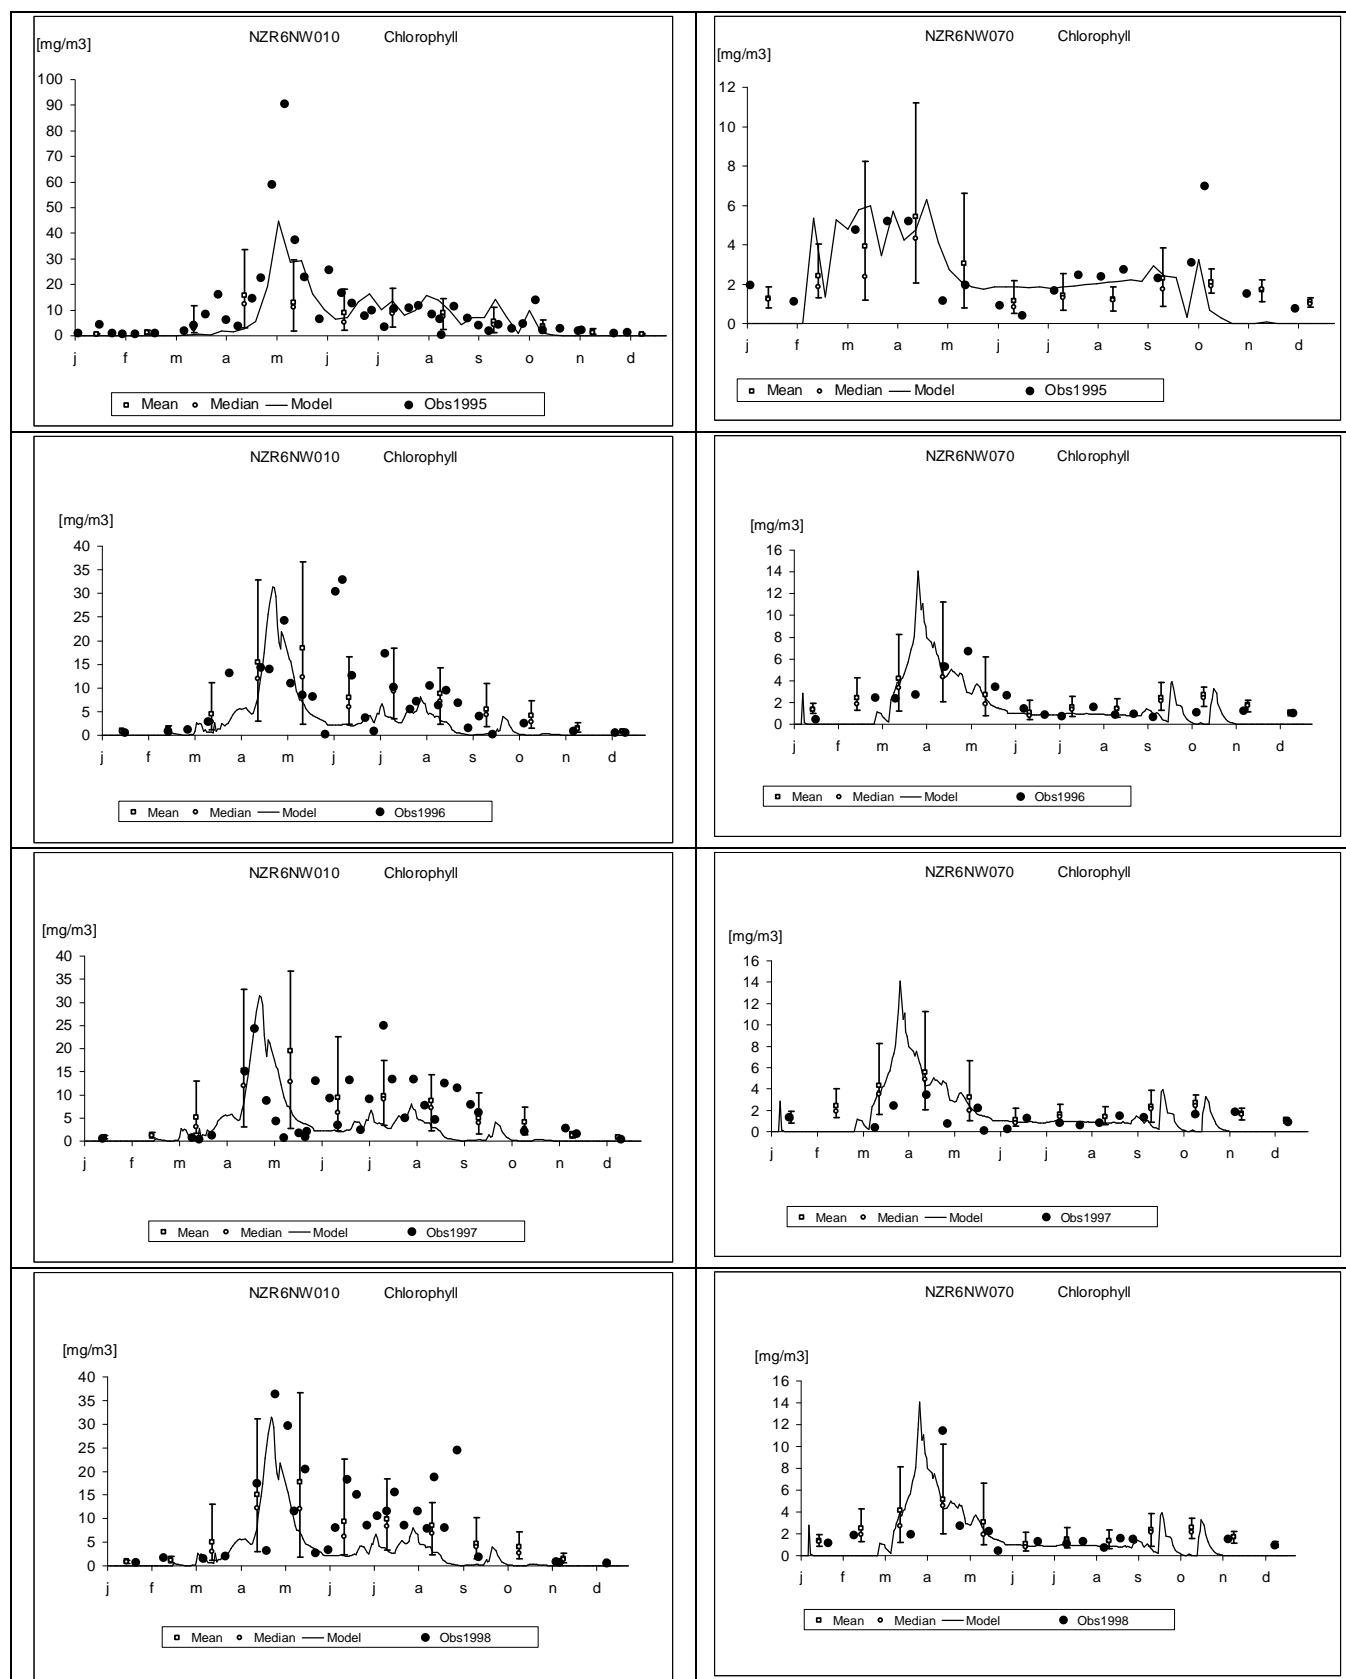 NZR6NW010 Chlorophyll
[mg/m3]
100
90
80
70
60
50
40
30
20
10
0
j f m a m j j a s o n d
Mean Median Model Obs1995
NZR6NW070 Chlorophyll
[mg/m3]
12
10
8
6
4
2
0
j f m a m j j a s o n d
Mean Median Model Obs1995
NZR6NW010 Chlorophyll
[mg/m3]
40
35
30
25
20
15
10
5
0
j f m a m j j a s o n d
Mean Median Model Obs1996
NZR6NW070 Chlorophyll
[mg/m3]
16
14
12
10
8
6
4
2
0
j f m a m j j a s o n d
Mean Median Model Obs1996
NZR6NW010 Chlorophyll
[mg/m3]
40
35
30
25
20
15
10
5
0
j f m a m j j a s o n d
Mean Median Model Obs1997
NZR6NW070 Chlorophyll
[mg/m3]
16
14
12
10
8
6
4
2
0
j f m a m j j a s o n d
Mean Median Model Obs1997
NZR6NW010 Chlorophyll
[mg/m3]
40
35
30
25
20
15
10
5
0
j f m a m j j a s o n d
Mean Median Model Obs1998
NZR6NW070 Chlorophyll
[mg/m3]
16
14
12
10
8
6
4
2
0
j f m a m j j a s o n d
Mean Median Model Obs1998